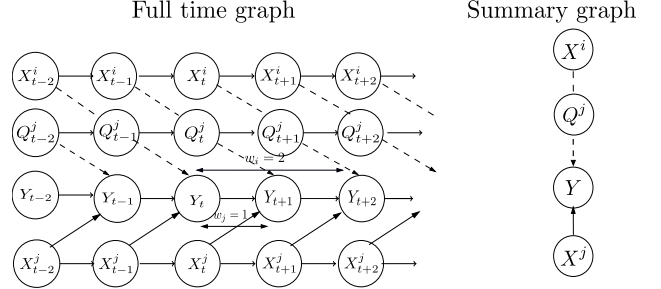 Full time graph Summary graph
X^i_{t−2} X^i_{t−1} X^i_t X^i_{t+1} X^i_{t+2} X^i
Q^j_{t−2} Q^j_{t−1} Q^j_t Q^j_{t+1} Q^j_{t+2} Q^j
w_i = 2
Y_{t−2} Y_{t−1} Y_t Y_{t+1} Y_{t+2} Y
w_j = 1
X^j_{t−2} X^j_{t−1} X^j_t X^j_{t+1} X^j_{t+2} X^j